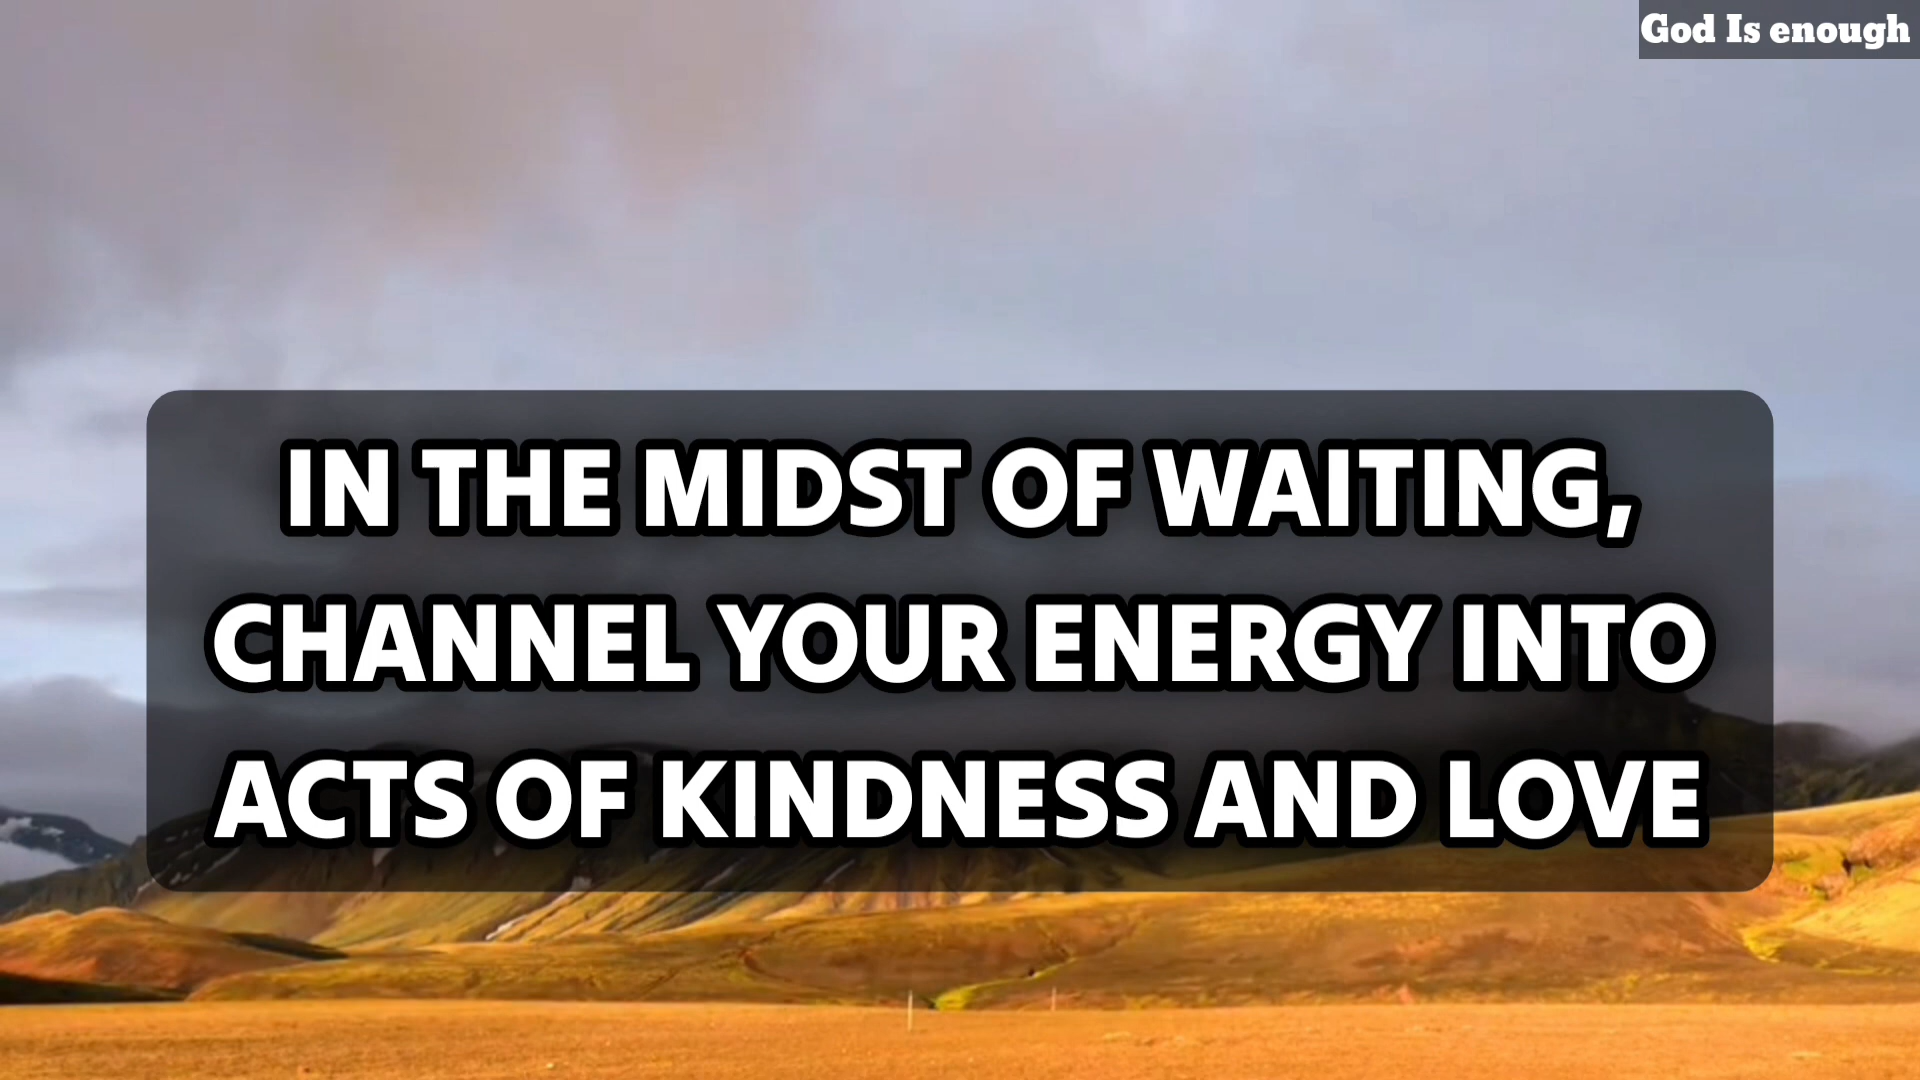 God Is enough
IN THE MIDST OF WAITING,
CHANNEL YOUR ENERGY INTO
ACTS OF KINDNESS AND LOVE